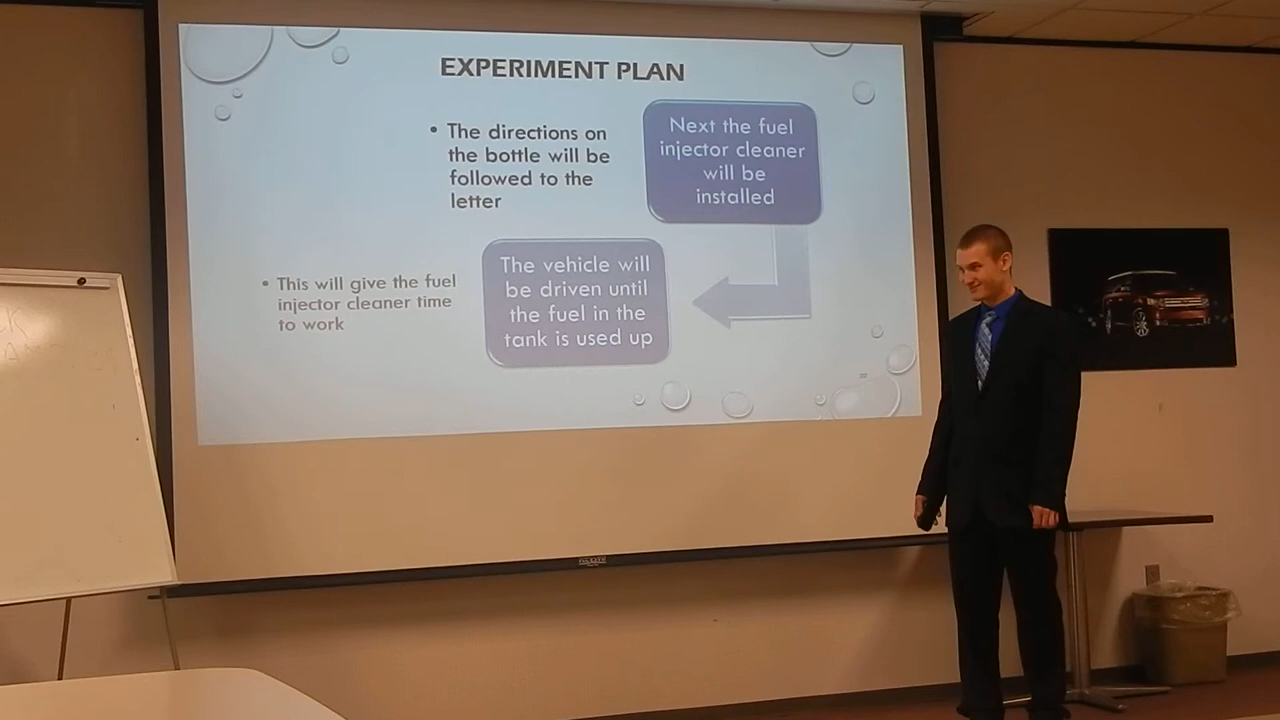 EXPERIMENT PLAN
• The directions on
the bottle will be
followed to the
letter
Next the fuel
injector cleaner
will be
installed
• This will give the fuel
injector cleaner time
to work
The vehicle will
be driven until
the fuel in the
tank is used up